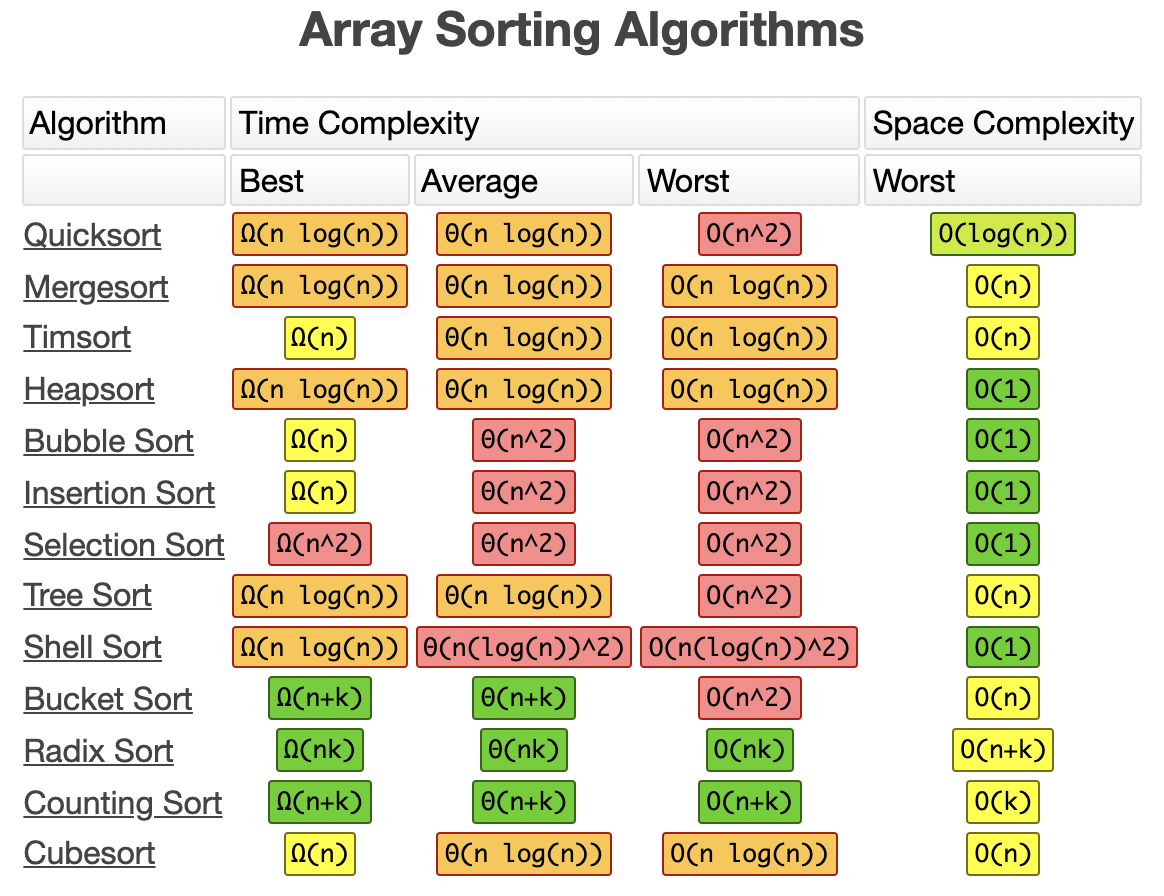 Array Sorting Algorithms
Algorithm Time Complexity Space Complexity
Best Average Worst Worst
Quicksort Ω(n log(n)) Θ(n log(n)) O(n^2) O(log(n))
Mergesort Ω(n log(n)) Θ(n log(n)) O(n log(n)) O(n)
Timsort Ω(n) Θ(n log(n)) O(n log(n)) O(n)
Heapsort Ω(n log(n)) Θ(n log(n)) O(n log(n)) O(1)
Bubble Sort Ω(n) Θ(n^2) O(n^2) O(1)
Insertion Sort Ω(n) Θ(n^2) O(n^2) O(1)
Selection Sort Ω(n^2) Θ(n^2) O(n^2) O(1)
Tree Sort Ω(n log(n)) Θ(n log(n)) O(n^2) O(n)
Shell Sort Ω(n log(n)) Θ(n(log(n))^2) O(n(log(n))^2) O(1)
Bucket Sort Ω(n+k) Θ(n+k) O(n^2) O(n)
Radix Sort Ω(nk) Θ(nk) O(nk) O(n+k)
Counting Sort Ω(n+k) Θ(n+k) O(n+k) O(k)
Cubesort Ω(n) Θ(n log(n)) O(n log(n)) O(n)